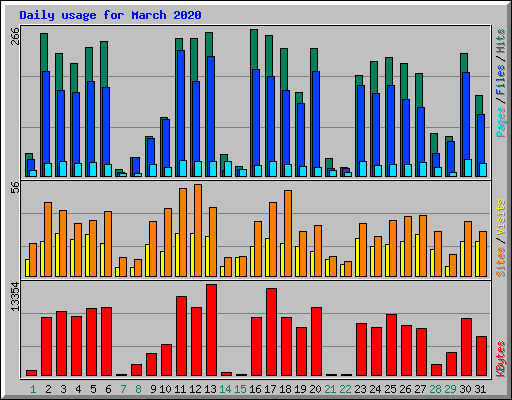 Daily usage for March 2020
266
Pages / Files / Hits
56
Sites / Visits
13354
KBytes
1 2 3 4 5 6 7 8 9 10 11 12 13 14 15 16 17 18 19 20 21 22 23 24 25 26 27 28 29 30 31